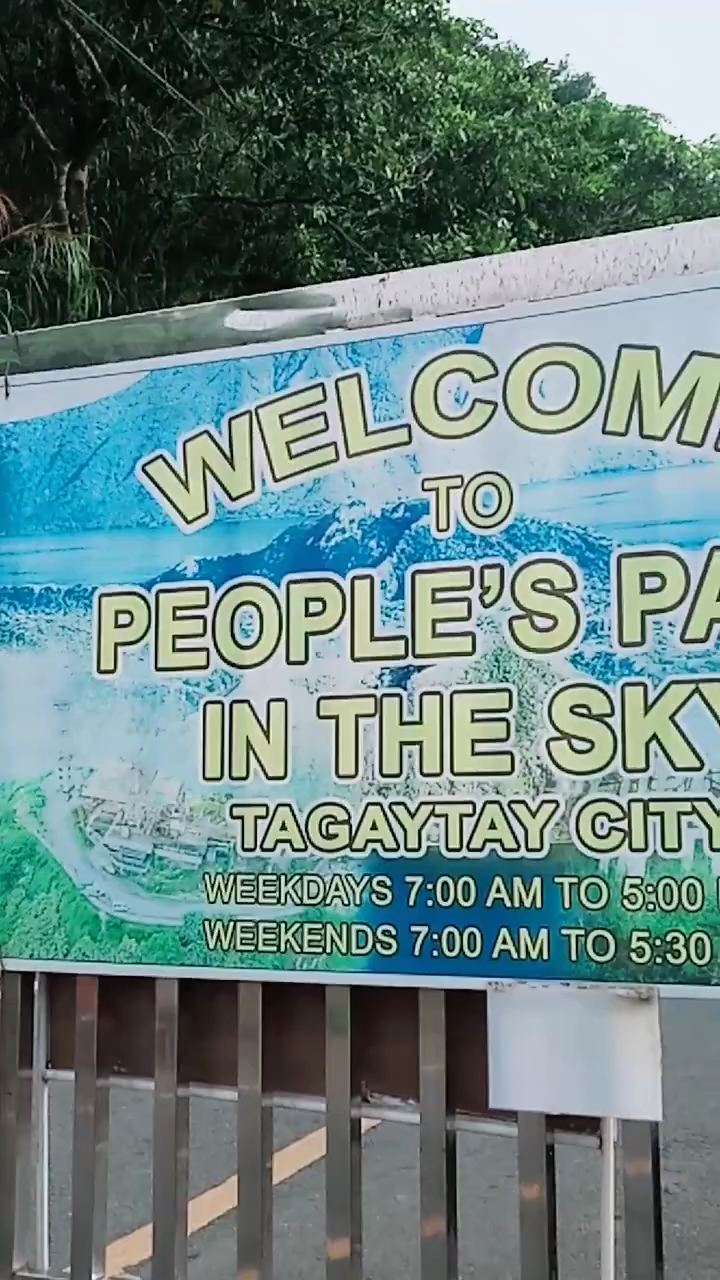 WELCOM
TO
PEOPLE'S PA
IN THE SKY
TAGAYTAY CITY
WEEKDAYS 7:00 AM TO 5:00
WEEKENDS 7:00 AM TO 5:30